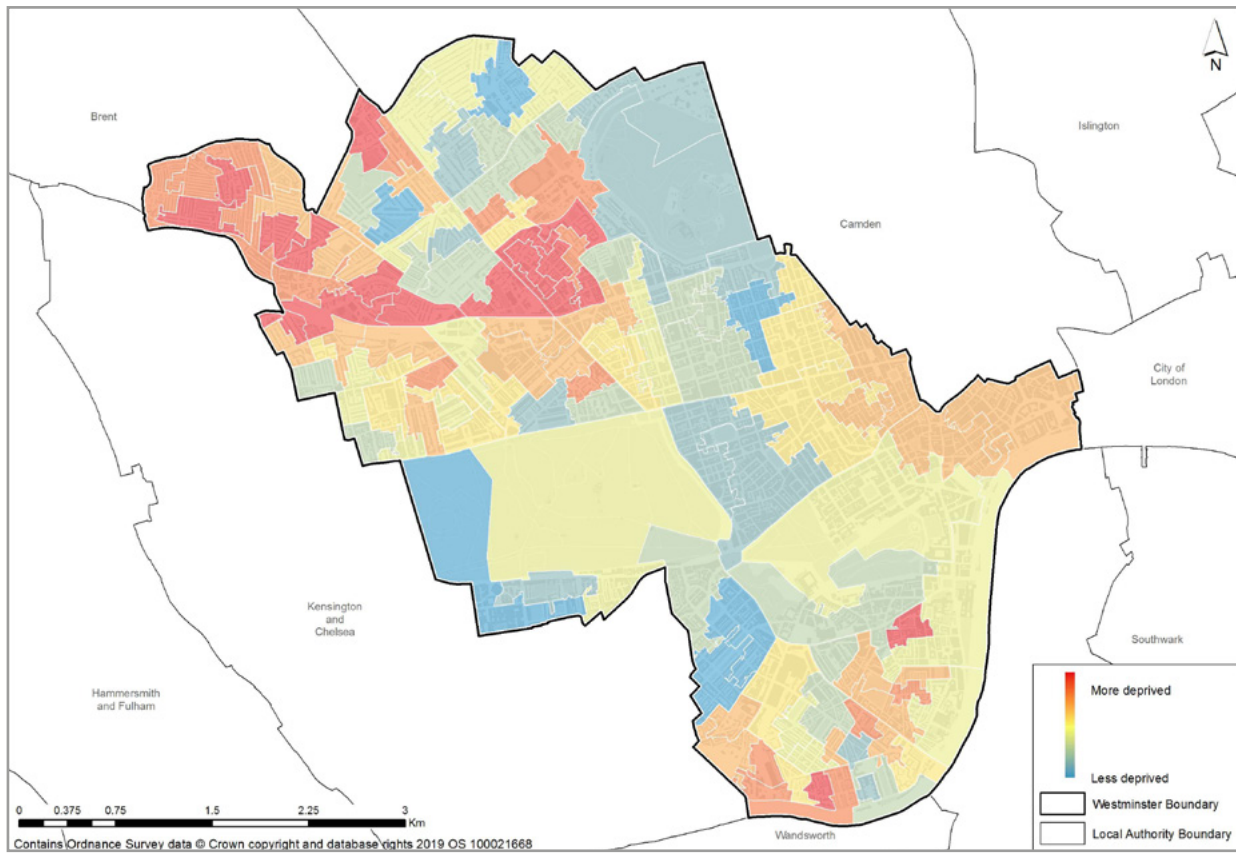 N
Brent
Islington
Camden
City of
London
Kensington
and
Chelsea
Southwark
Hammersmith
and Fulham
More deprived
Less deprived
Westminster Boundary
Local Authority Boundary
0 0.375 0.75 1.5 2.25 3
Km
Wandsworth
Contains Ordnance Survey data © Crown copyright and database rights 2019 OS 100021668